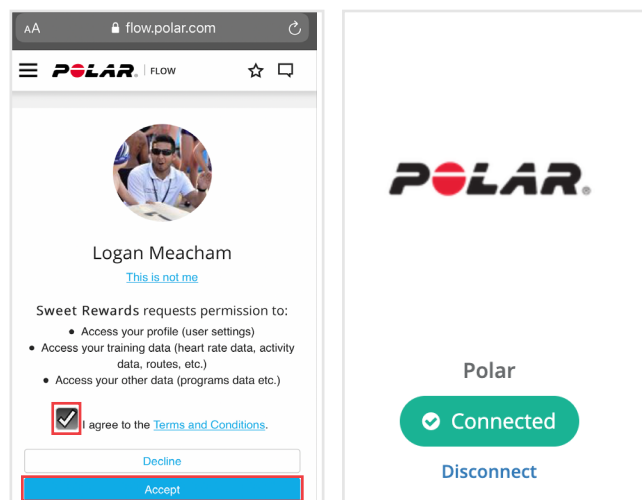 AA flow.polar.com
POLAR. FLOW
Logan Meacham
This is not me
Sweet Rewards requests permission to:
• Access your profile (user settings)
• Access your training data (heart rate data, activity
data, routes, etc.)
• Access your other data (programs data etc.)
I agree to the Terms and Conditions.
Decline
Accept
POLAR.
Polar
Connected
Disconnect